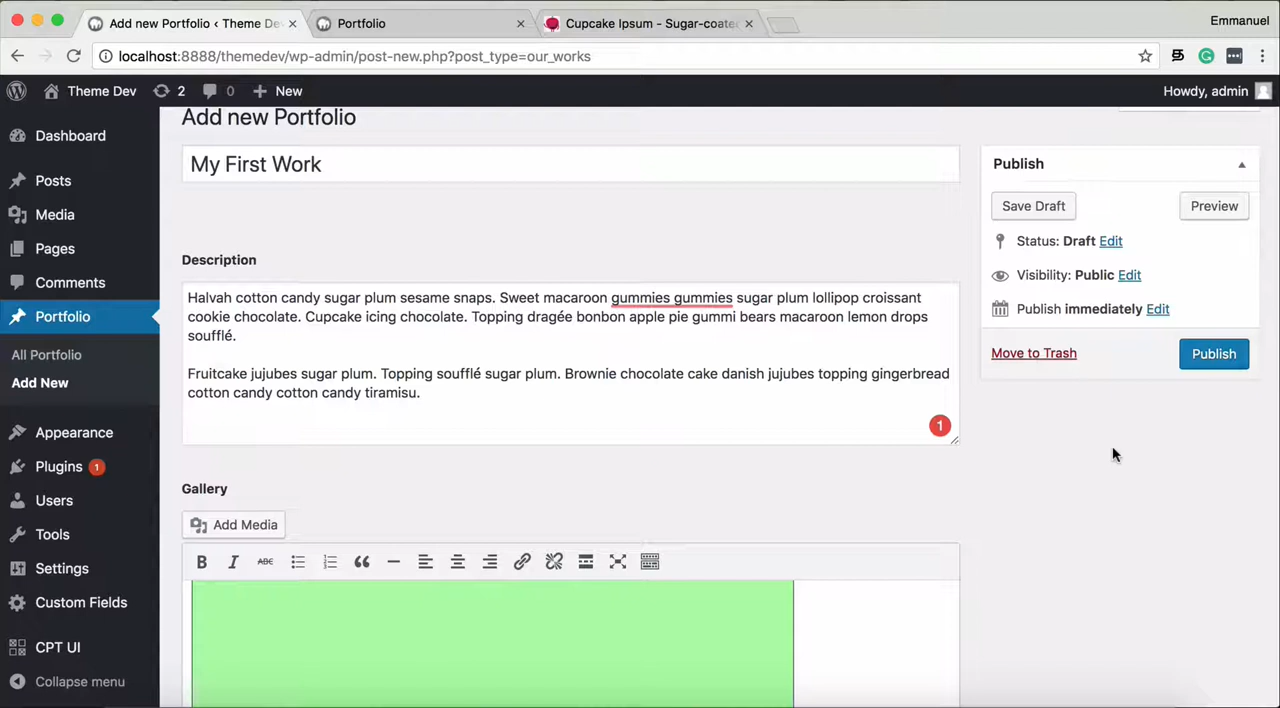 Add new Portfolio ‹ Theme De
Portfolio
Cupcake Ipsum - Sugar-coate
Emmanuel
localhost:8888/themedev/wp-admin/post-new.php?post_type=our_works
Theme Dev
2
0
New
Howdy, admin
Dashboard
Posts
Media
Pages
Comments
Portfolio
All Portfolio
Add New
Appearance
Plugins 1
Users
Tools
Settings
Custom Fields
CPT UI
Collapse menu
Add new Portfolio
My First Work
Description
Halvah cotton candy sugar plum sesame snaps. Sweet macaroon gummies gummies sugar plum lollipop croissant
cookie chocolate. Cupcake icing chocolate. Topping dragée bonbon apple pie gummi bears macaroon lemon drops
soufflé.
Fruitcake jujubes sugar plum. Topping soufflé sugar plum. Brownie chocolate cake danish jujubes topping gingerbread
cotton candy cotton candy tiramisu.
1
Gallery
Add Media
B I ABC
Publish
Save Draft
Preview
Status: Draft Edit
Visibility: Public Edit
Publish immediately Edit
Move to Trash
Publish